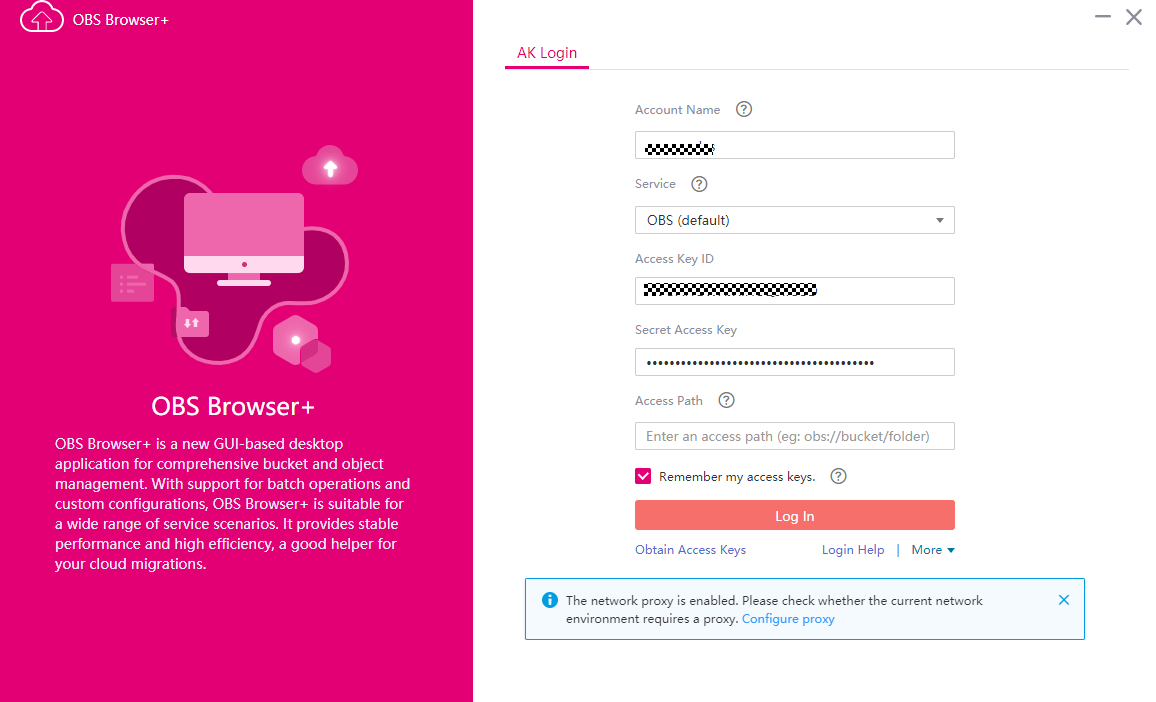 OBS Browser+
AK Login
Account Name ?
Service ?
OBS (default)
Access Key ID
Secret Access Key
••••••••••••••••••••••••••••••••••••••••
Access Path ?
Enter an access path (eg: obs://bucket/folder)
Remember my access keys. ?
Log In
Obtain Access Keys
Login Help | More
The network proxy is enabled. Please check whether the current network
environment requires a proxy. Configure proxy
OBS Browser+
OBS Browser+ is a new GUI-based desktop
application for comprehensive bucket and object
management. With support for batch operations and
custom configurations, OBS Browser+ is suitable for
a wide range of service scenarios. It provides stable
performance and high efficiency, a good helper for
your cloud migrations.